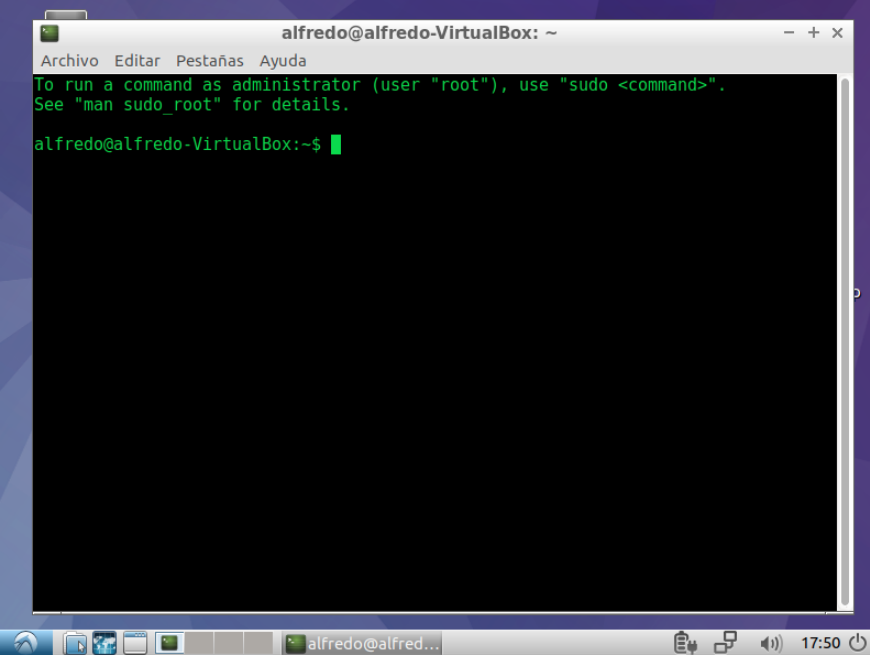 alfredo@alfredo-VirtualBox: ~
Archivo Editar Pestañas Ayuda
To run a command as administrator (user "root"), use "sudo <command>".
See "man sudo_root" for details.
alfredo@alfredo-VirtualBox:~$
alfredo@alfred...
17:50